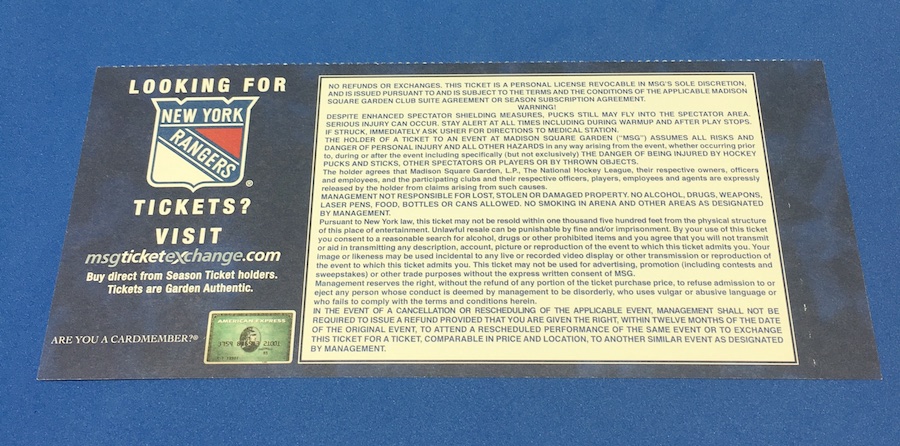 LOOKING FOR
NEW YORK
RANGERS
®
TICKETS?
VISIT
msgticketexchange.com
Buy direct from Season Ticket holders.
Tickets are Garden Authentic.
ARE YOU A CARDMEMBER?®
AMERICAN EXPRESS
NO REFUNDS OR EXCHANGES. THIS TICKET IS A PERSONAL LICENSE REVOCABLE IN MSG'S SOLE DISCRETION,
AND IS ISSUED PURSUANT TO AND IS SUBJECT TO THE TERMS AND THE CONDITIONS OF THE APPLICABLE MADISON
SQUARE GARDEN CLUB SUITE AGREEMENT OR SEASON SUBSCRIPTION AGREEMENT.
WARNING!
DESPITE ENHANCED SPECTATOR SHIELDING MEASURES, PUCKS STILL MAY FLY INTO THE SPECTATOR AREA.
SERIOUS INJURY CAN OCCUR. STAY ALERT AT ALL TIMES INCLUDING DURING WARMUP AND AFTER PLAY STOPS.
IF STRUCK, IMMEDIATELY ASK USHER FOR DIRECTIONS TO MEDICAL STATION.
THE HOLDER OF A TICKET TO AN EVENT AT MADISON SQUARE GARDEN ("MSG") ASSUMES ALL RISKS AND
DANGER OF PERSONAL INJURY AND ALL OTHER HAZARDS in any way arising from the event, whether occurring prior
to, during or after the event including specifically (but not exclusively) THE DANGER OF BEING INJURED BY HOCKEY
PUCKS AND STICKS, OTHER SPECTATORS OR PLAYERS OR BY THROWN OBJECTS.
The holder agrees that Madison Square Garden, L.P., The National Hockey League, their respective owners, officers
and employees, and the participating clubs and their respective officers, players, employees and agents are expressly
released by the holder from claims arising from such causes.
MANAGEMENT NOT RESPONSIBLE FOR LOST, STOLEN OR DAMAGED PROPERTY. NO ALCOHOL, DRUGS, WEAPONS,
LASER PENS, FOOD, BOTTLES OR CANS ALLOWED. NO SMOKING IN ARENA AND OTHER AREAS AS DESIGNATED
BY MANAGEMENT.
Pursuant to New York law, this ticket may not be resold within one thousand five hundred feet from the physical structure
of this place of entertainment. Unlawful resale can be punishable by fine and/or imprisonment. By your use of this ticket
you consent to a reasonable search for alcohol, drugs or other prohibited items and you agree that you will not transmit
or aid in transmitting any description, account, picture or reproduction of the event to which this ticket admits you. Your
image or likeness may be used incidental to any live or recorded video display or other transmission or reproduction of
the event to which this ticket admits you. This ticket may not be used for advertising, promotion (including contests and
sweepstakes) or other trade purposes without the express written consent of MSG.
Management reserves the right, without the refund of any portion of the ticket purchase price, to refuse admission to or
eject any person whose conduct is deemed by management to be disorderly, who uses vulgar or abusive language or
who fails to comply with the terms and conditions herein.
IN THE EVENT OF A CANCELLATION OR RESCHEDULING OF THE APPLICABLE EVENT, MANAGEMENT SHALL NOT BE
REQUIRED TO ISSUE A REFUND PROVIDED THAT YOU ARE GIVEN THE RIGHT, WITHIN TWELVE MONTHS OF THE DATE
OF THE ORIGINAL EVENT, TO ATTEND A RESCHEDULED PERFORMANCE OF THE SAME EVENT OR TO EXCHANGE
THIS TICKET FOR A TICKET, COMPARABLE IN PRICE AND LOCATION, TO ANOTHER SIMILAR EVENT AS DESIGNATED
BY MANAGEMENT.